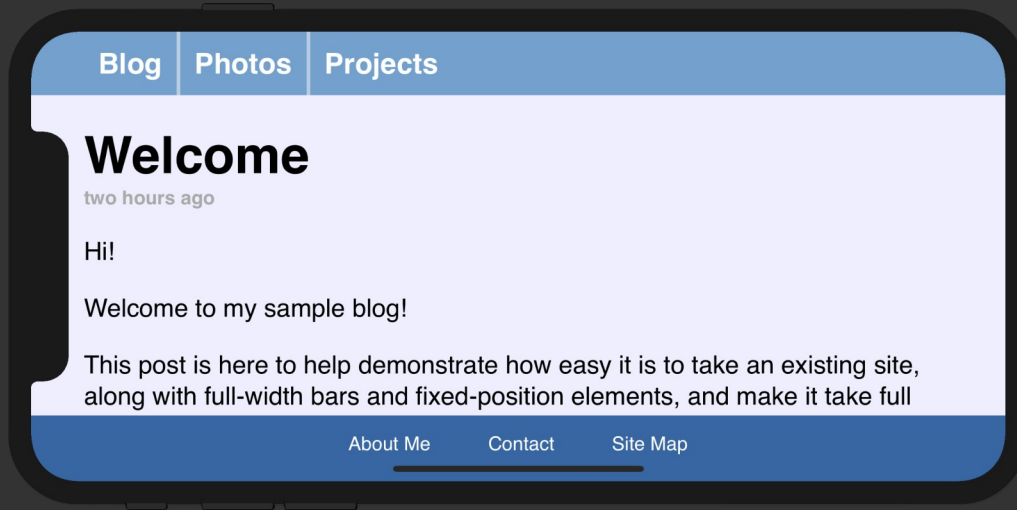 Blog Photos Projects
Welcome
two hours ago
Hi!
Welcome to my sample blog!
This post is here to help demonstrate how easy it is to take an existing site,
along with full-width bars and fixed-position elements, and make it take full
About Me Contact Site Map